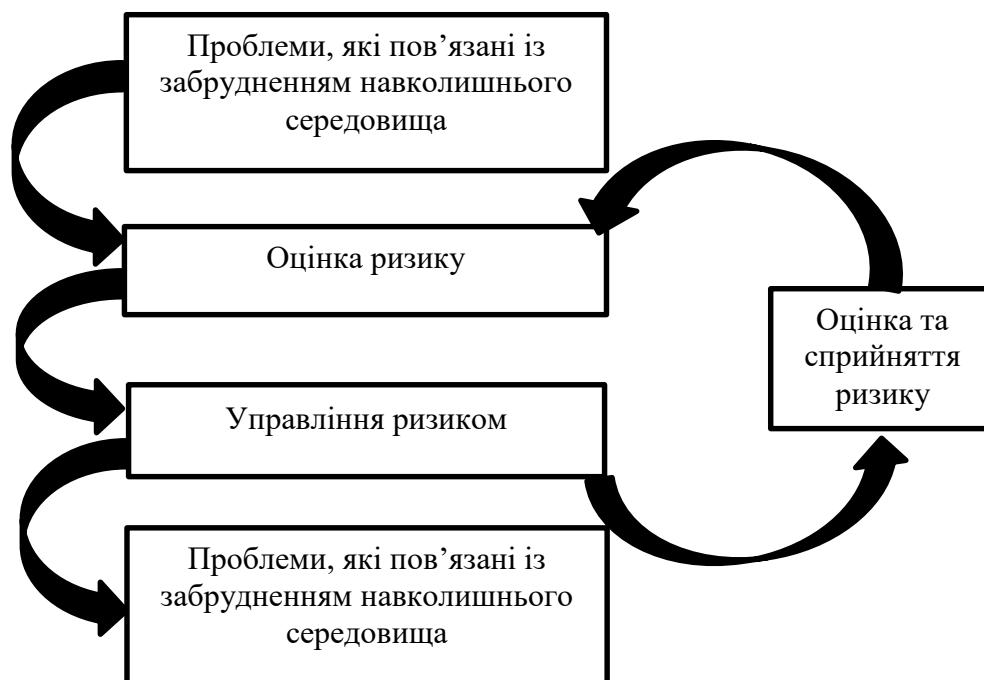 Проблеми, які пов’язані із
забрудненням навколишнього
середовища
Оцінка ризику
Оцінка та
сприйняття
ризику
Управління ризиком
Проблеми, які пов’язані із
забрудненням навколишнього
середовища